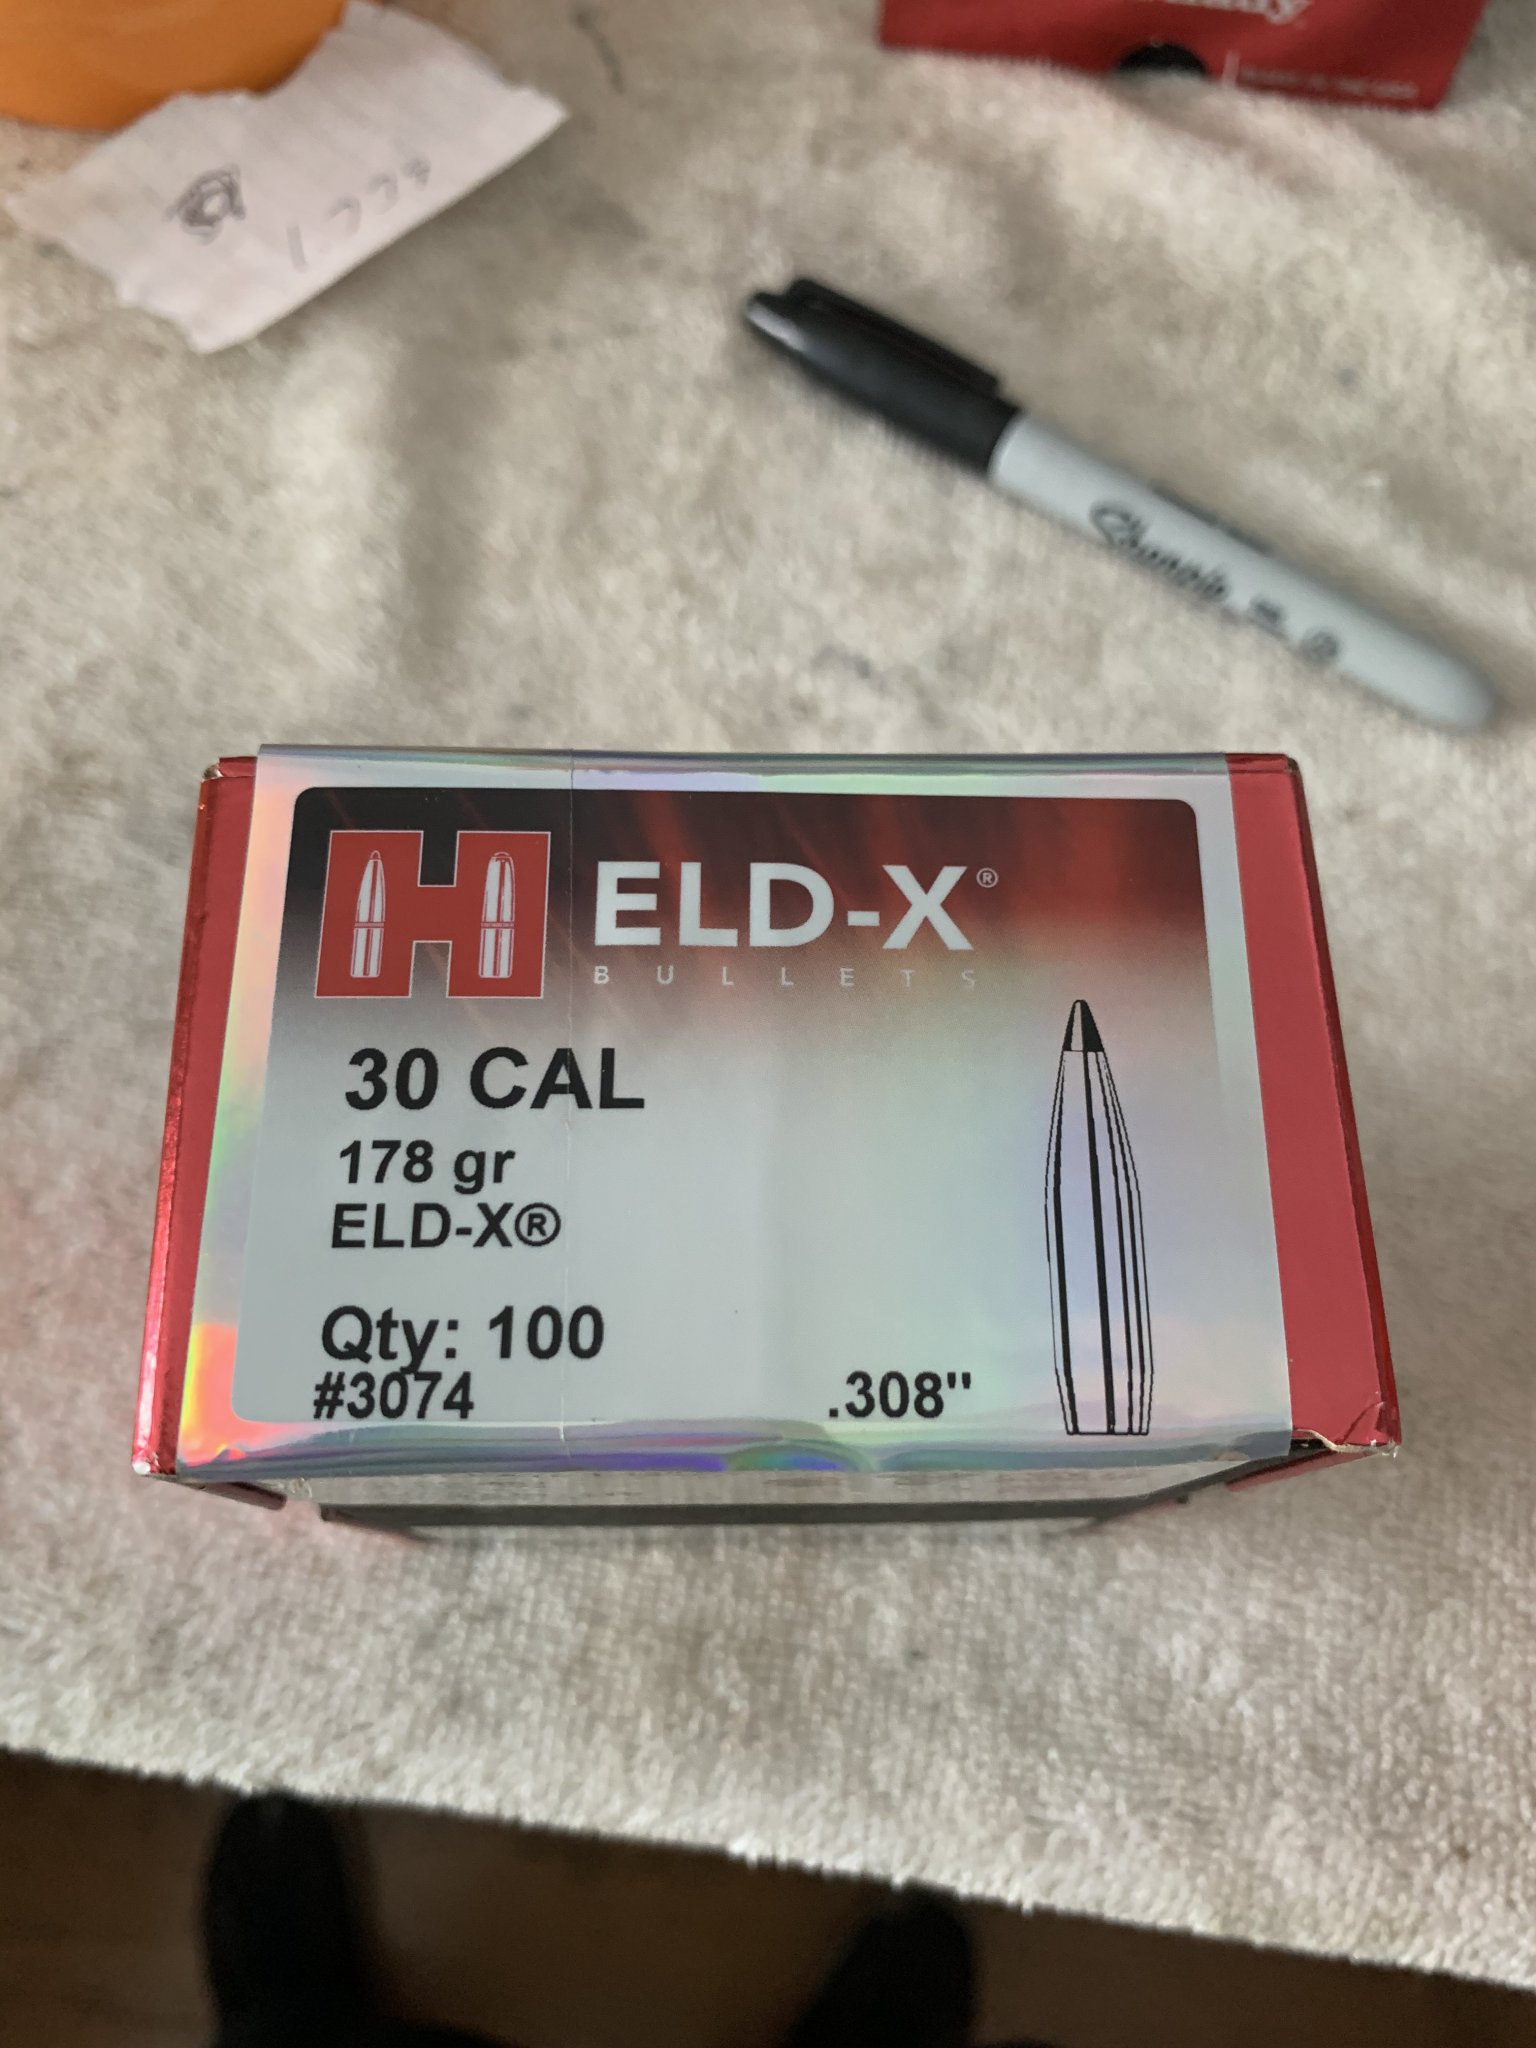 Sharpie
H ELD-X®
BULLETS
30 CAL
178 gr
ELD-X®
Qty: 100
#3074
.308"